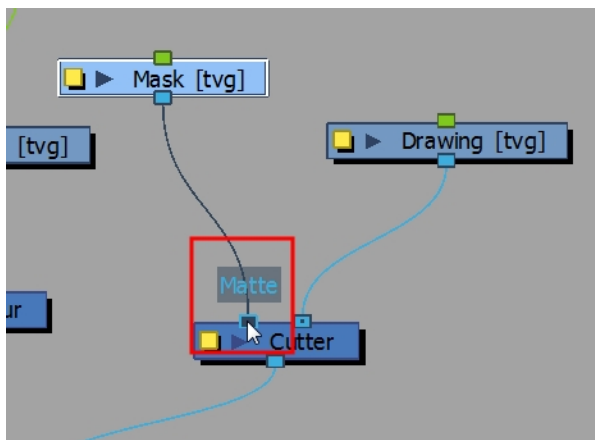 Mask [tvg]
[tvg]
Drawing [tvg]
Matte
ur
Cutter